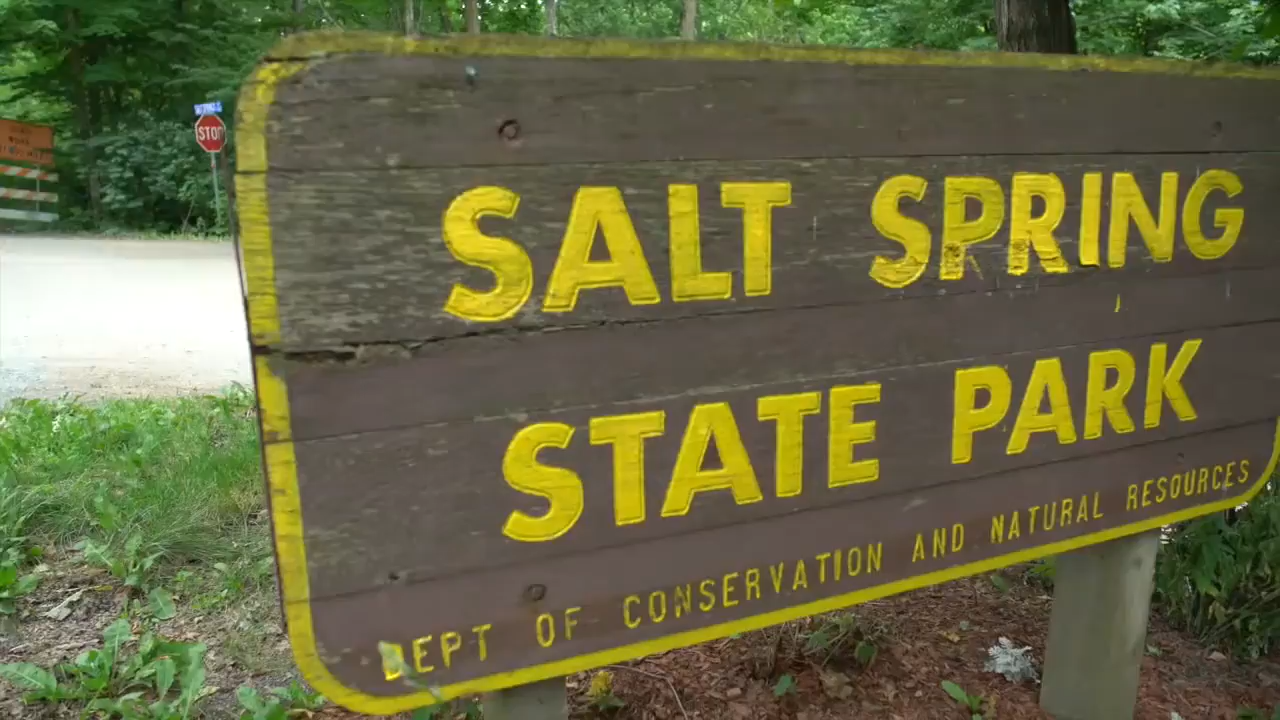 SALT SPRING
STATE PARK
DEPT OF CONSERVATION AND NATURAL RESOURCES
STOP